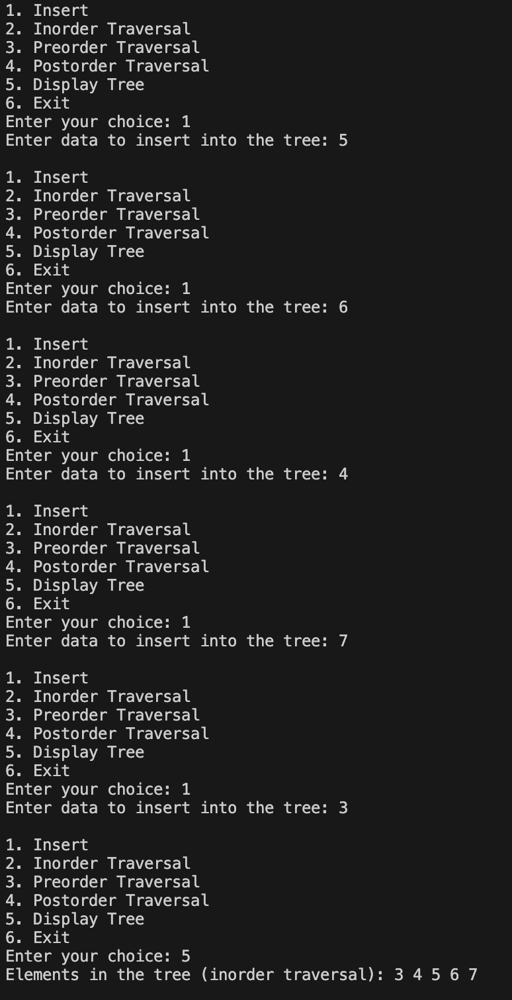 1. Insert
2. Inorder Traversal
3. Preorder Traversal
4. Postorder Traversal
5. Display Tree
6. Exit
Enter your choice: 1
Enter data to insert into the tree: 5

1. Insert
2. Inorder Traversal
3. Preorder Traversal
4. Postorder Traversal
5. Display Tree
6. Exit
Enter your choice: 1
Enter data to insert into the tree: 6

1. Insert
2. Inorder Traversal
3. Preorder Traversal
4. Postorder Traversal
5. Display Tree
6. Exit
Enter your choice: 1
Enter data to insert into the tree: 4

1. Insert
2. Inorder Traversal
3. Preorder Traversal
4. Postorder Traversal
5. Display Tree
6. Exit
Enter your choice: 1
Enter data to insert into the tree: 7

1. Insert
2. Inorder Traversal
3. Preorder Traversal
4. Postorder Traversal
5. Display Tree
6. Exit
Enter your choice: 1
Enter data to insert into the tree: 3

1. Insert
2. Inorder Traversal
3. Preorder Traversal
4. Postorder Traversal
5. Display Tree
6. Exit
Enter your choice: 5
Elements in the tree (inorder traversal): 3 4 5 6 7